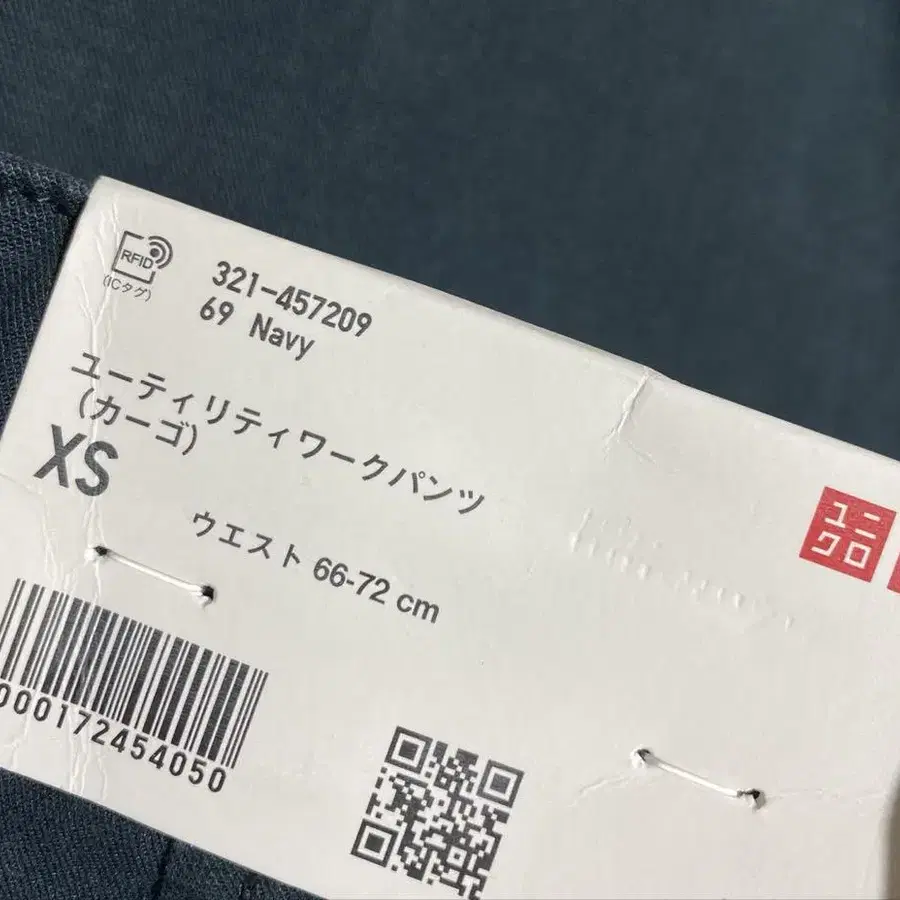 RFID
(ICタグ)
321-457209
69 Navy
ユーティリティワークパンツ
(カーゴ)
XS
ウエスト 66-72 cm
000172454050
ユニ
クロ